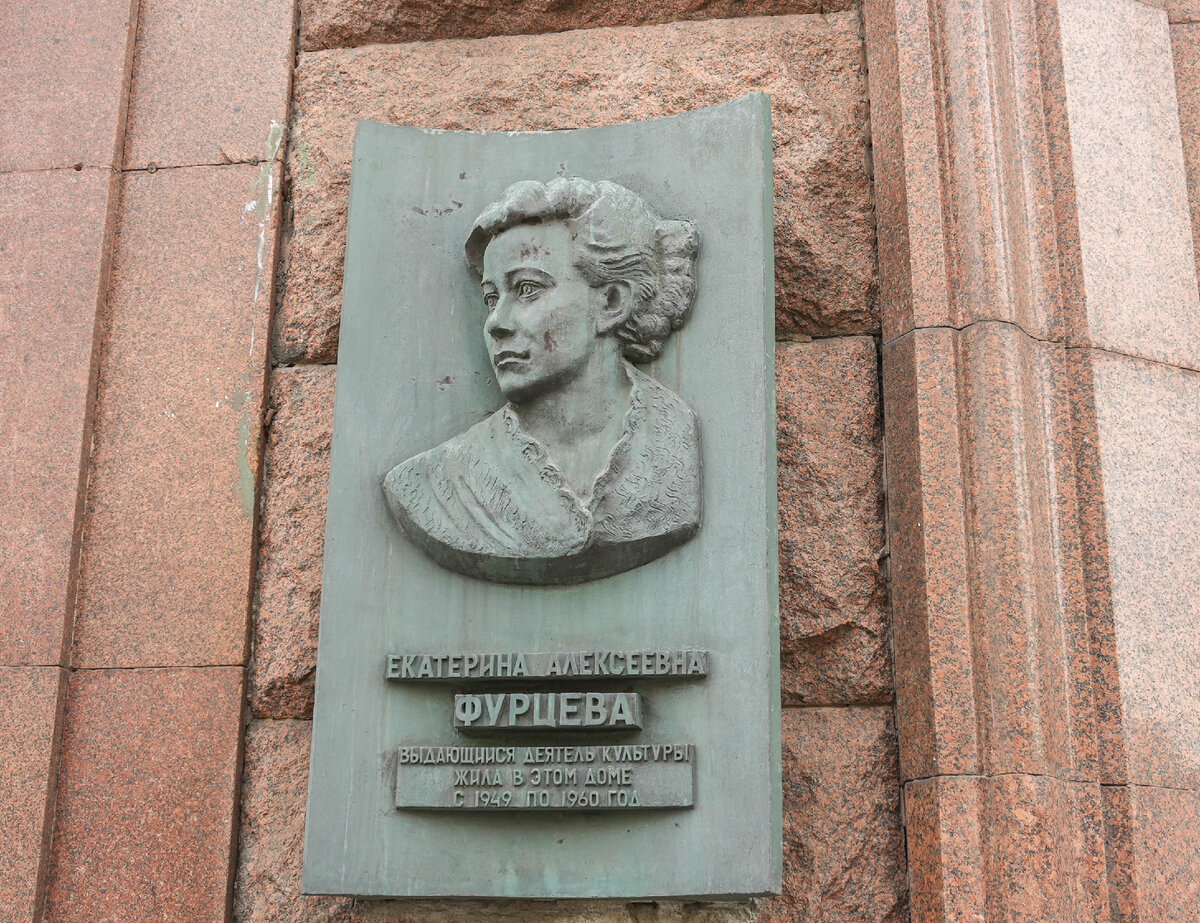 ЕКАТЕРИНА АЛЕКСЕЕВНА
ФУРЦЕВА
ВЫДАЮЩИЙСЯ ДЕЯТЕЛЬ КУЛЬТУРЫ
ЖИЛА В ЭТОМ ДОМЕ
С 1949 ПО 1960 ГОД